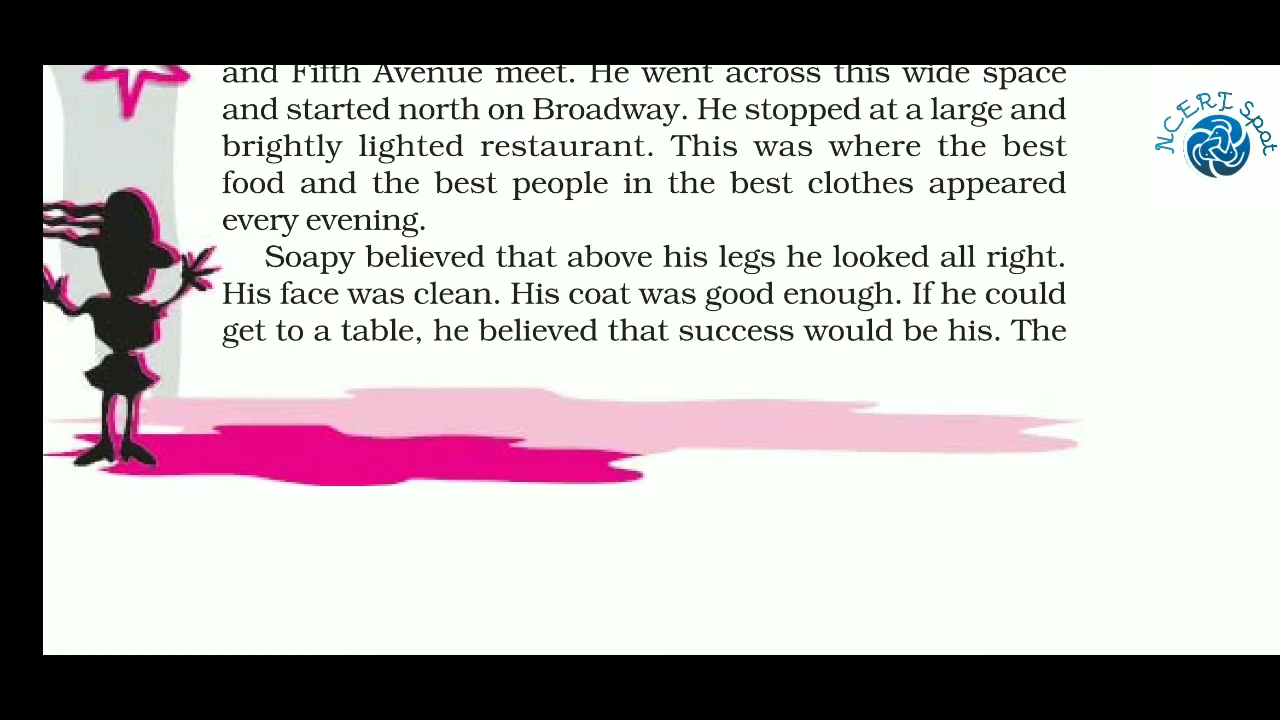 and Fifth Avenue meet. He went across this wide space
and started north on Broadway. He stopped at a large and
brightly lighted restaurant. This was where the best
food and the best people in the best clothes appeared
every evening.
Soapy believed that above his legs he looked all right.
His face was clean. His coat was good enough. If he could
get to a table, he believed that success would be his. The
NCERT Spot